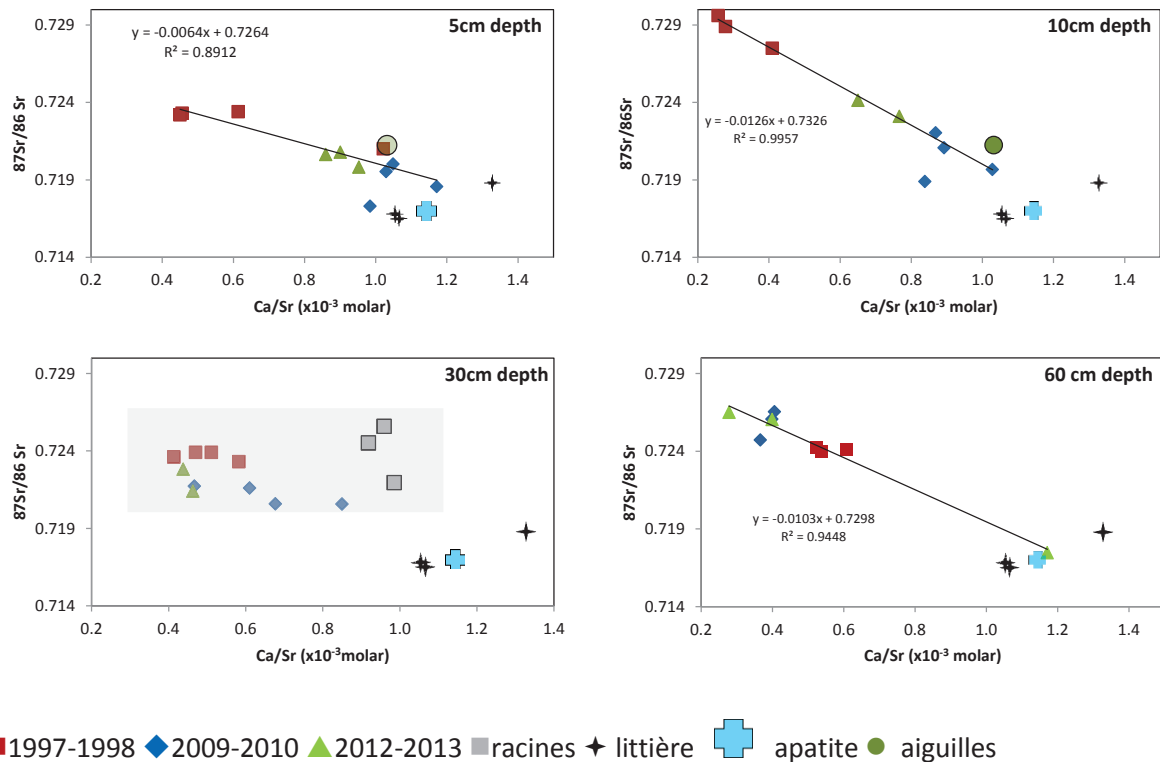 5cm depth
y = -0.0064x + 0.7264
R² = 0.8912
87Sr/86 Sr
0.729
0.724
0.719
0.714
0.2 0.4 0.6 0.8 1.0 1.2 1.4
Ca/Sr (x10⁻³ molar)
10cm depth
y = -0.0126x + 0.7326
R² = 0.9957
87Sr/86Sr
0.729
0.724
0.719
0.714
0.2 0.4 0.6 0.8 1.0 1.2 1.4
Ca/Sr (x10⁻³ molar)
30cm depth
87Sr/86 Sr
0.729
0.724
0.719
0.714
0.2 0.4 0.6 0.8 1.0 1.2 1.4
Ca/Sr (x10⁻³molar)
60 cm depth
y = -0.0103x + 0.7298
R² = 0.9448
87Sr/86 Sr
0.729
0.724
0.719
0.714
0.2 0.4 0.6 0.8 1.0 1.2 1.4
Ca/Sr (x10⁻³ molar)
1997-1998 2009-2010 2012-2013 racines littière apatite aiguilles